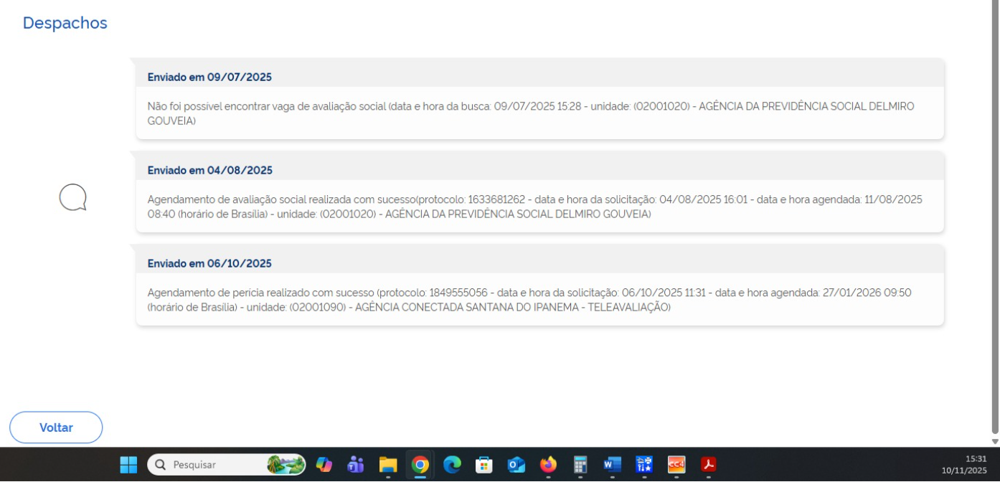 Despachos
Enviado em 09/07/2025
Não foi possível encontrar vaga de avaliação social (data e hora da busca: 09/07/2025 15:28 - unidade: (02001020) - AGÊNCIA DA PREVIDÊNCIA SOCIAL DELMIRO
GOUVEIA)
Enviado em 04/08/2025
Agendamento de avaliação social realizada com sucesso(protocolo: 1633681262 - data e hora da solicitação: 04/08/2025 16:01 - data e hora agendada: 11/08/2025
08:40 (horário de Brasília) - unidade: (02001020) - AGÊNCIA DA PREVIDÊNCIA SOCIAL DELMIRO GOUVEIA)
Enviado em 06/10/2025
Agendamento de perícia realizado com sucesso (protocolo: 1849555056 - data e hora da solicitação: 06/10/2025 11:31 - data e hora agendada: 27/01/2026 09:50
(horário de Brasília) - unidade: (02001090) - AGÊNCIA CONECTADA SANTANA DO IPANEMA - TELEAVALIAÇÃO)
Voltar
Pesquisar
15:31
10/11/2025